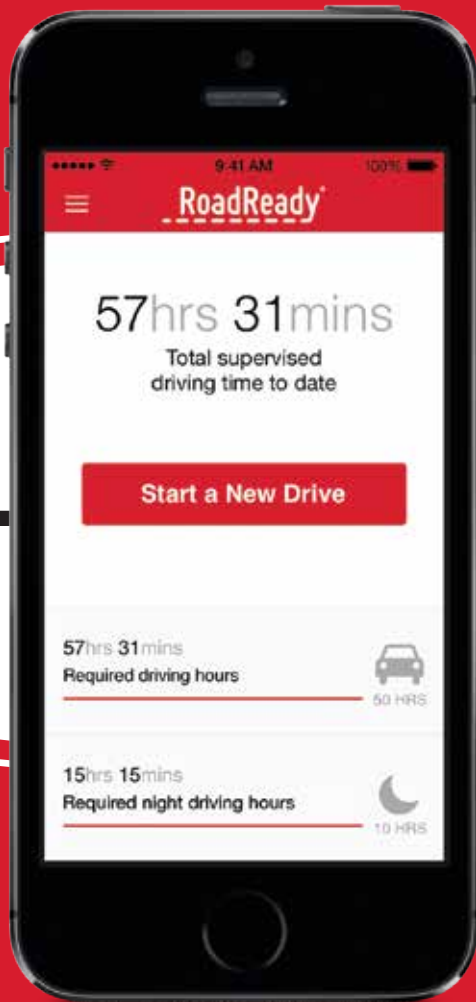 9:41 AM
100%
RoadReady®
57hrs 31mins
Total supervised
driving time to date
Start a New Drive
57hrs 31mins
Required driving hours
50 HRS
15hrs 15mins
Required night driving hours
10 HRS